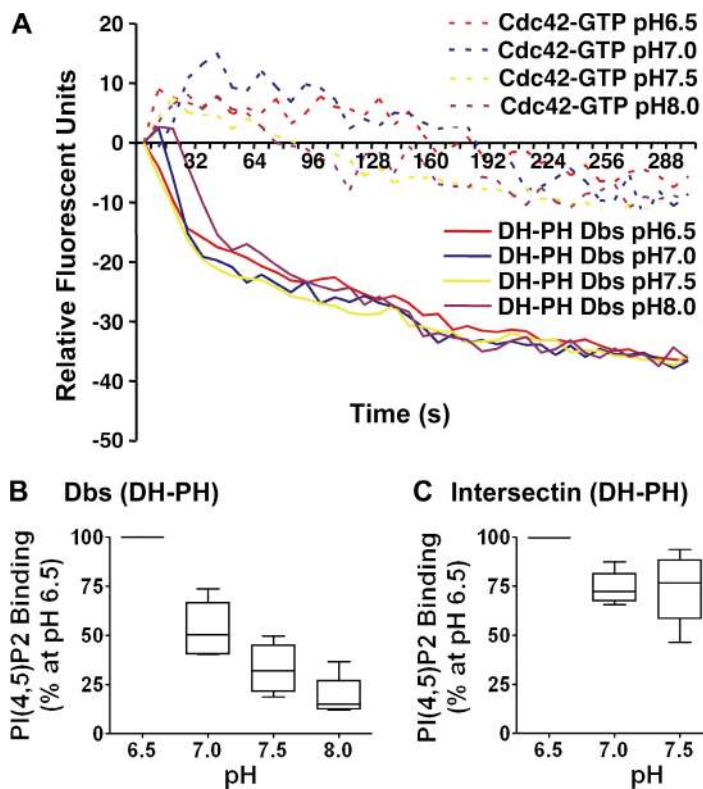 A
Relative Fluorescent Units
20
10
0
-10
-20
-30
-40
-50
32 64 96 128 160 192 224 256 288
Time (s)
Cdc42-GTP pH6.5
Cdc42-GTP pH7.0
Cdc42-GTP pH7.5
Cdc42-GTP pH8.0
DH-PH Dbs pH6.5
DH-PH Dbs pH7.0
DH-PH Dbs pH7.5
DH-PH Dbs pH8.0
B Dbs (DH-PH)
PI(4,5)P2 Binding
(% at pH 6.5)
100
75
50
25
0
6.5 7.0 7.5 8.0
pH
C Intersectin (DH-PH)
PI(4,5)P2 Binding
(% at pH 6.5)
100
75
50
25
0
6.5 7.0 7.5
pH